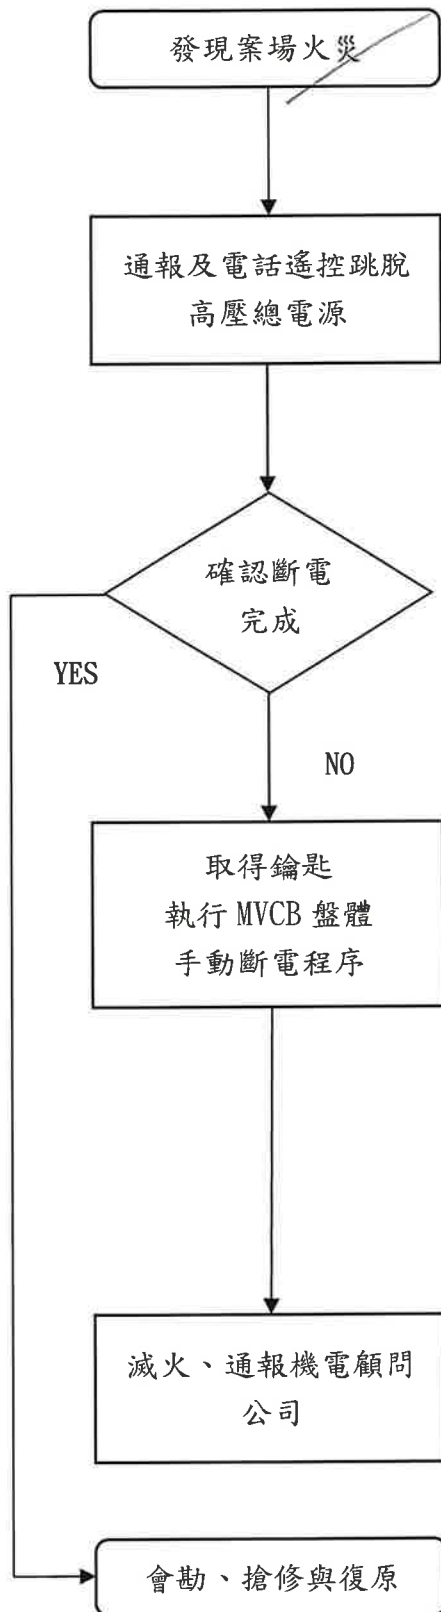 發現案場火災
通報及電話遙控跳脫
高壓總電源
確認斷電
完成
YES
NO
取得鑰匙
執行 MVCB 盤體
手動斷電程序
滅火、通報機電顧問
公司
會勘、搶修與復原